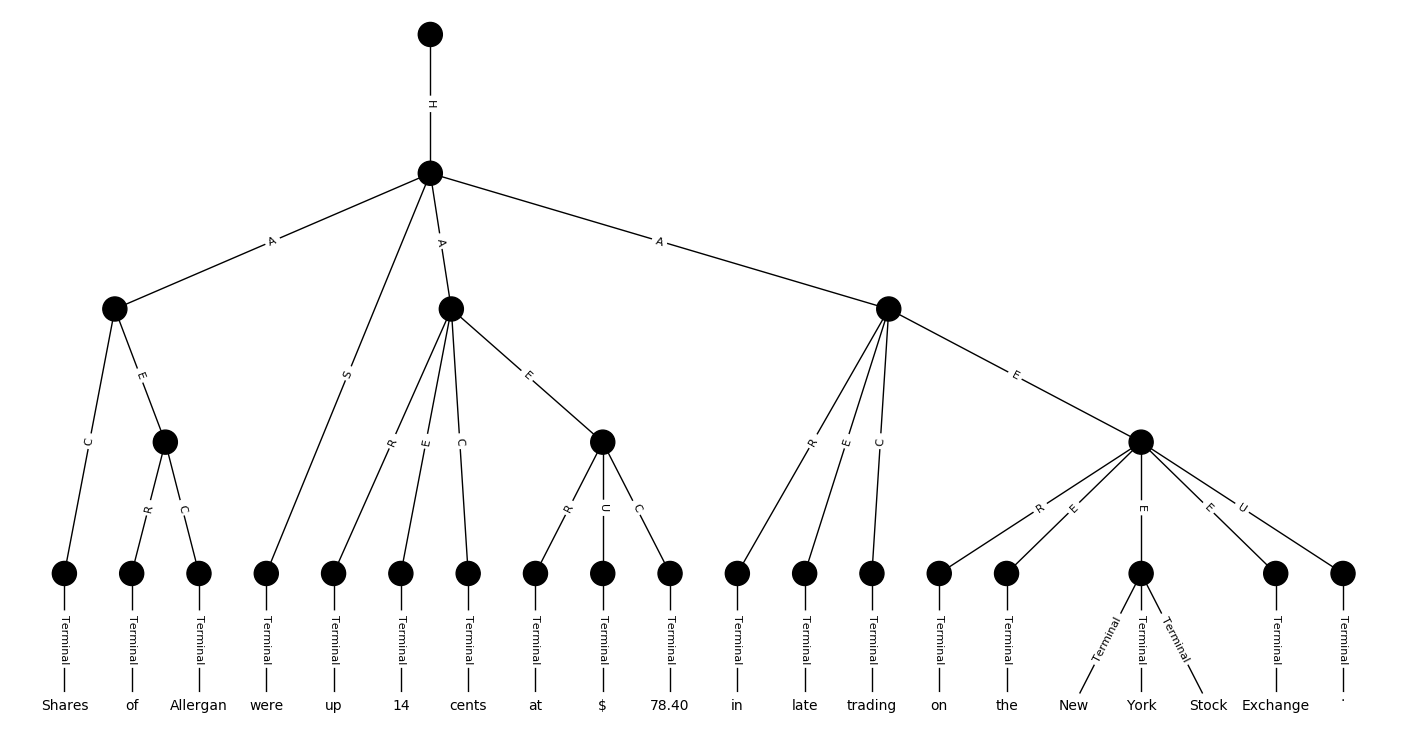 H
A S A A
C E R E C E R E C E
R C R U C R E E E U
Terminal Terminal Terminal Terminal Terminal Terminal Terminal Terminal Terminal Terminal Terminal Terminal Terminal Terminal Terminal Terminal Terminal Terminal Terminal Terminal
Shares of Allergan were up 14 cents at $ 78.40 in late trading on the New York Stock Exchange .